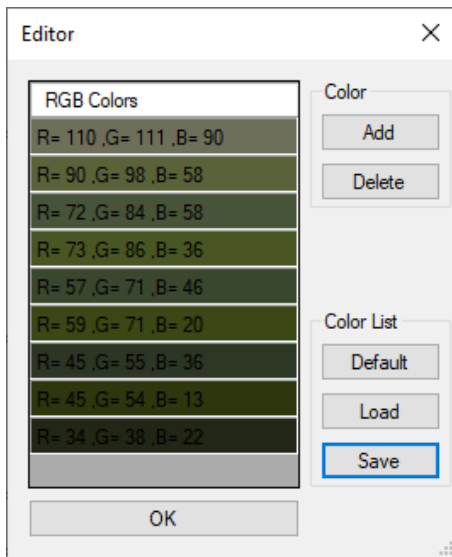 Editor
RGB Colors
R= 110 ,G= 111 ,B= 90
R= 90 ,G= 98 ,B= 58
R= 72 ,G= 84 ,B= 58
R= 73 ,G= 86 ,B= 36
R= 57 ,G= 71 ,B= 46
R= 59 ,G= 71 ,B= 20
R= 45 ,G= 55 ,B= 36
R= 45 ,G= 54 ,B= 13
R= 34 ,G= 38 ,B= 22
OK
Color
Add
Delete
Color List
Default
Load
Save